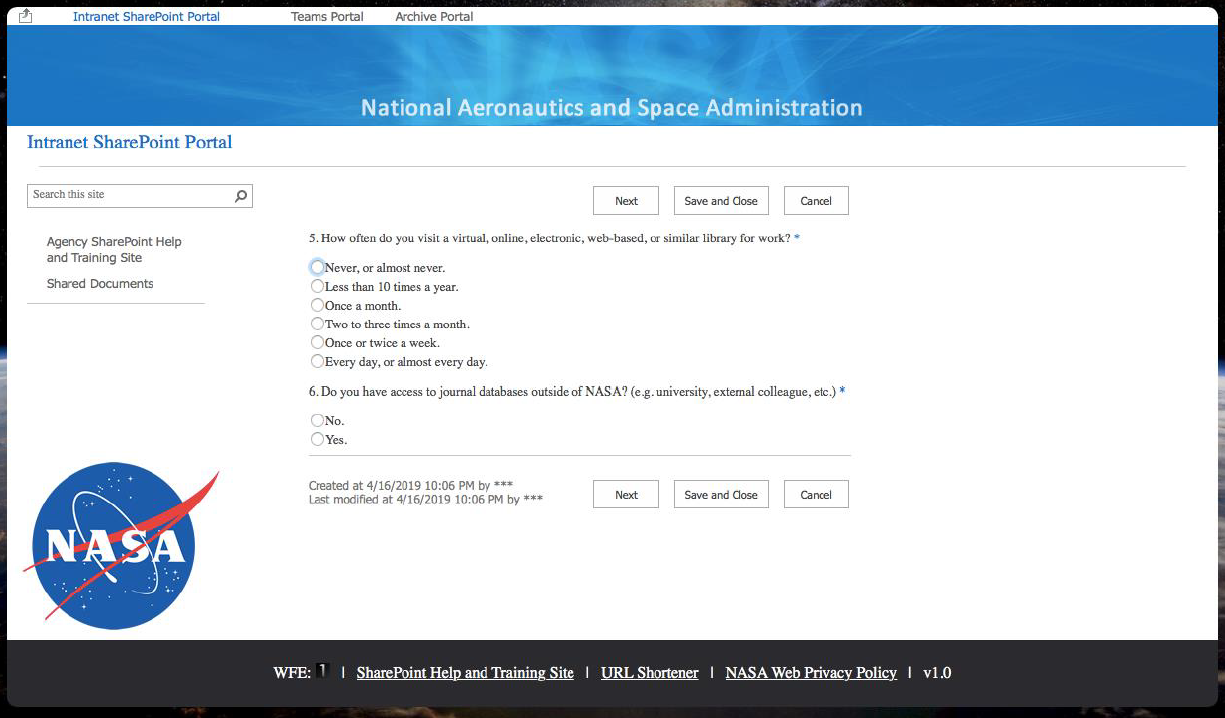 Intranet SharePoint Portal Teams Portal Archive Portal
NASA
National Aeronautics and Space Administration
Intranet SharePoint Portal
Search this site
Next Save and Close Cancel
Agency SharePoint Help
and Training Site
Shared Documents
5. How often do you visit a virtual, online, electronic, web-based, or similar library for work? *
Never, or almost never.
Less than 10 times a year.
Once a month.
Two to three times a month.
Once or twice a week.
Every day, or almost every day.
6. Do you have access to journal databases outside of NASA? (e.g. university, external colleague, etc.) *
No.
Yes.
Created at 4/16/2019 10:06 PM by ***
Last modified at 4/16/2019 10:06 PM by ***
Next Save and Close Cancel
NASA
WFE: 1 | SharePoint Help and Training Site | URL Shortener | NASA Web Privacy Policy | v1.0